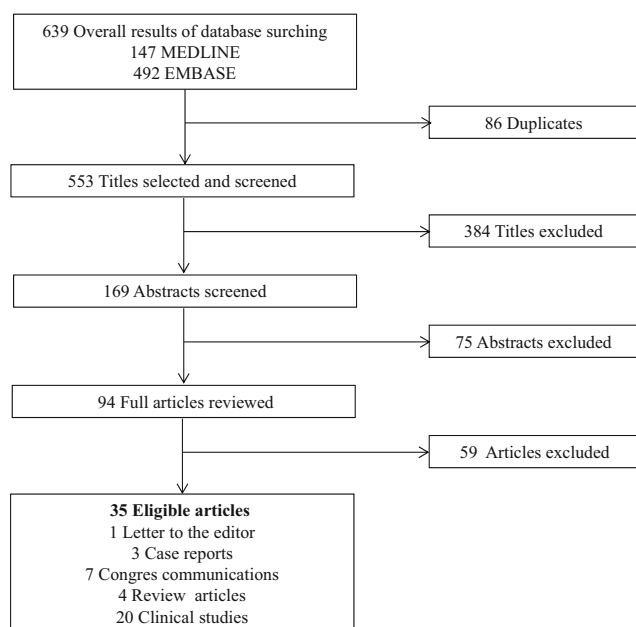 639 Overall results of database surching
147 MEDLINE
492 EMBASE
86 Duplicates
553 Titles selected and screened
384 Titles excluded
169 Abstracts screened
75 Abstracts excluded
94 Full articles reviewed
59 Articles excluded
35 Eligible articles
1 Letter to the editor
3 Case reports
7 Congres communications
4 Review articles
20 Clinical studies